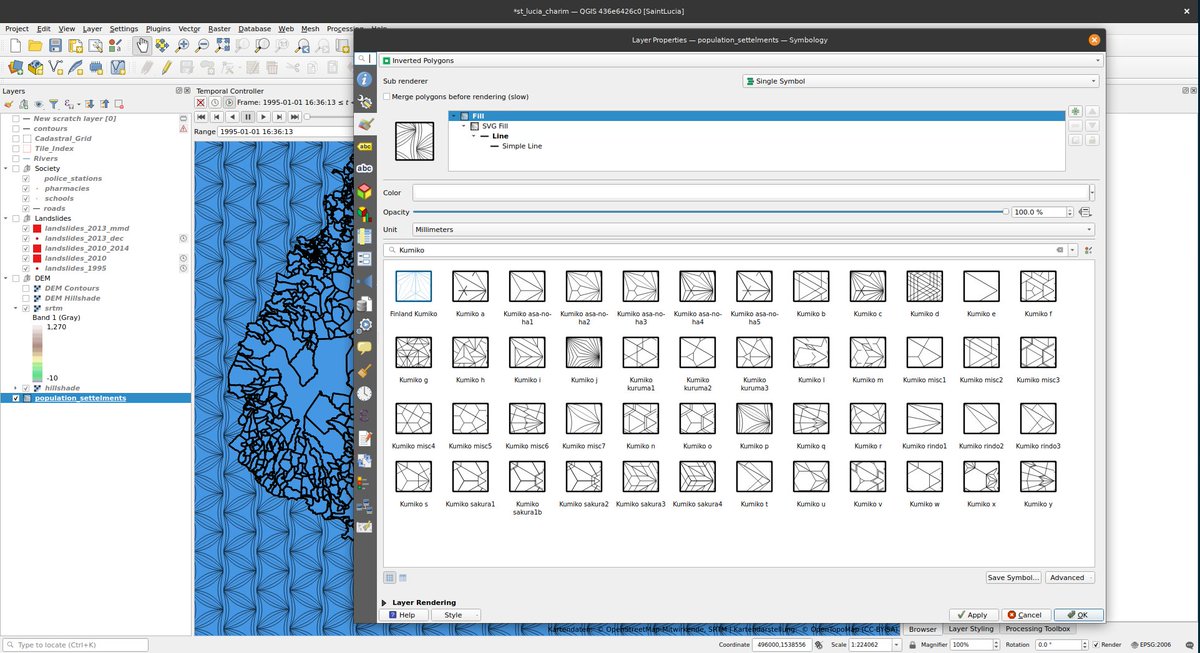 *st_lucia_charim — QGIS 436e6426c0 [SaintLucia]
Project Edit View Layer Settings Plugins Vector Raster Database Web Mesh Processing Help
Layer Properties — population_settelments — Symbology
Layers
New scratch layer [0]
contours
Cadastral_Grid
Tile_Index
Rivers
Society
police_stations
pharmacies
schools
roads
Landslides
landslides_2013_mmd
landslides_2013_dec
landslides_2010_2014
landslides_2010
landslides_1995
DEM
DEM Contours
DEM Hillshade
srtm
Band 1 (Gray)
1,270
-10
hillshade
population_settelments
Temporal Controller
Frame: 1995-01-01 16:36:13 ≤ t
Range 1995-01-01 16:36:13
Inverted Polygons
Sub renderer Single Symbol
Merge polygons before rendering (slow)
Fill
SVG Fill
Line
Simple Line
Color
Opacity 100.0 %
Unit Millimeters
Kumiko
Finland Kumiko Kumiko a Kumiko asa-no-ha1 Kumiko asa-no-ha2 Kumiko asa-no-ha3 Kumiko asa-no-ha4 Kumiko asa-no-ha5 Kumiko b Kumiko c Kumiko d Kumiko e Kumiko f
Kumiko g Kumiko h Kumiko i Kumiko j Kumiko kuruma1 Kumiko kuruma2 Kumiko kuruma3 Kumiko l Kumiko m Kumiko misc1 Kumiko misc2 Kumiko misc3
Kumiko misc4 Kumiko misc5 Kumiko misc6 Kumiko misc7 Kumiko n Kumiko o Kumiko p Kumiko q Kumiko r Kumiko rindo1 Kumiko rindo2 Kumiko rindo3
Kumiko s Kumiko sakura1 Kumiko sakura1b Kumiko sakura2 Kumiko sakura3 Kumiko sakura4 Kumiko t Kumiko u Kumiko v Kumiko w Kumiko x Kumiko y
Save Symbol... Advanced
Layer Rendering
Help Style Apply Cancel OK
Kartendaten: © OpenStreetMap-Mitwirkende, SRTM | Kartendarstellung: © OpenTopoMap (CC-BY-SA)
Browser Layer Styling Processing Toolbox
Type to locate (Ctrl+K) Coordinate 496000,1538556 Scale 1:224062 Magnifier 100% Rotation 0.0 ° Render EPSG:2006